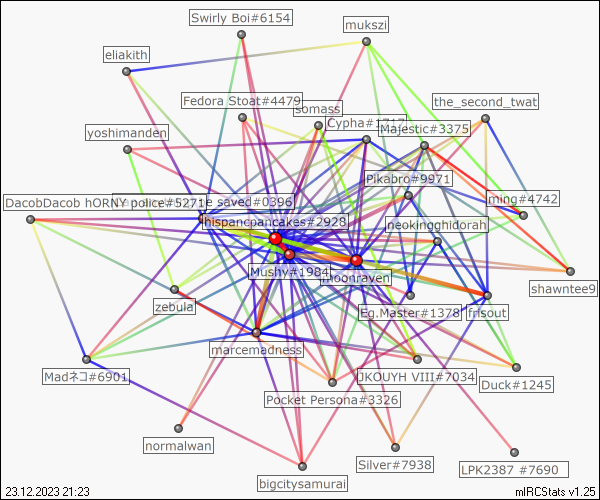 Swirly Boi#6154
mukszi
eliakith
Fedora Stoat#4479
somass
the_second_twat
yoshimanden
Cypha#1717
Majestic#3375
Pikabro#9971
ming#4742
DacobDacob hORNY police#5271
e saved#0396
hispancpancakes#2928
neokingghidorah
Mushy#1984
moonraven
shawntee9
zebula
Eg.Master#1378
frisout
marcemadness
Madネコ#6901
JKOUYH VIII#7034
Duck#1245
Pocket Persona#3326
normalwan
Silver#7938
LPK2387 #7690
bigcitysamurai
23.12.2023 21:23
mIRCStats v1.25